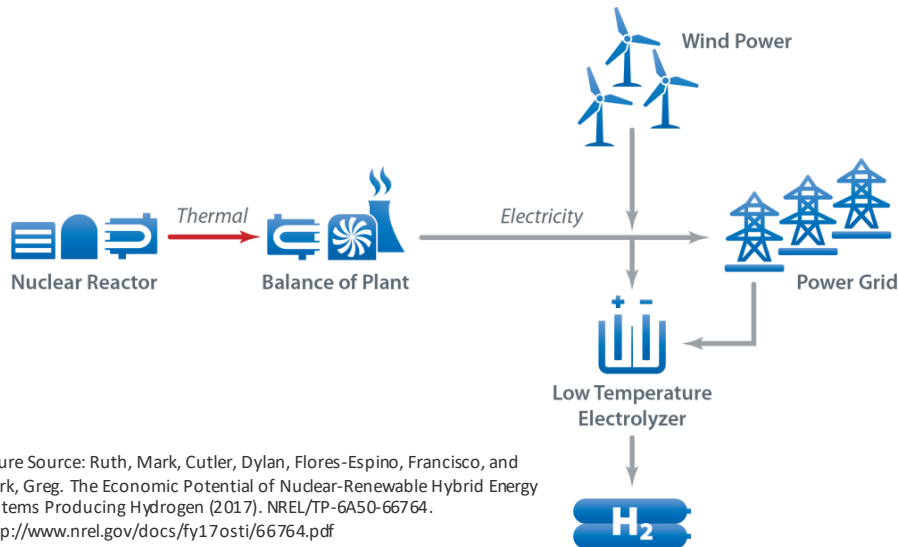 Wind Power
Thermal
Electricity
Nuclear Reactor
Balance of Plant
Power Grid
+ −
Low Temperature
Electrolyzer
ure Source: Ruth, Mark, Cutler, Dylan, Flores-Espino, Francisco, and
rk, Greg. The Economic Potential of Nuclear-Renewable Hybrid Energy
tems Producing Hydrogen (2017). NREL/TP-6A50-66764.
p://www.nrel.gov/docs/fy17osti/66764.pdf
H2